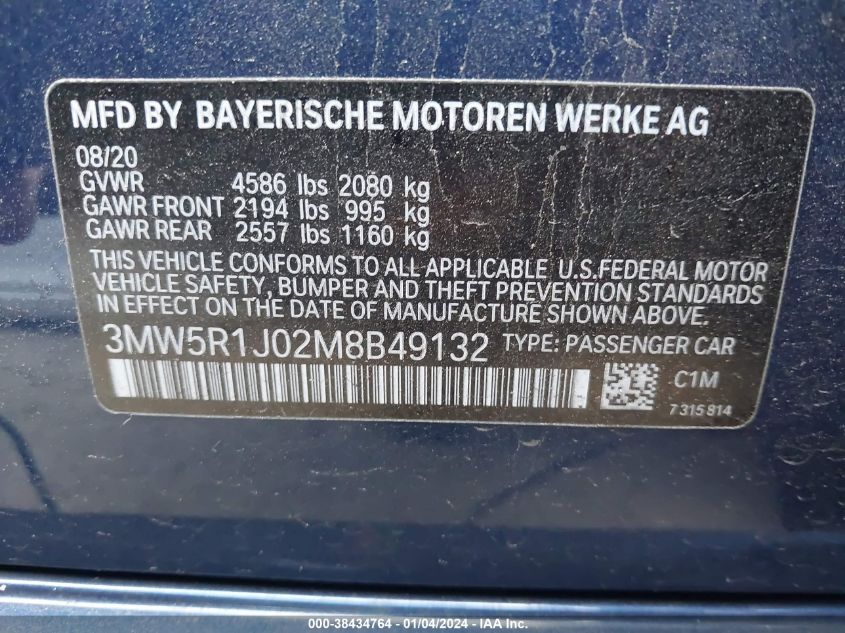 MFD BY BAYERISCHE MOTOREN WERKE AG
08/20
GVWR 4586 lbs 2080 kg
GAWR FRONT 2194 lbs 995 kg
GAWR REAR 2557 lbs 1160 kg
THIS VEHICLE CONFORMS TO ALL APPLICABLE U.S.FEDERAL MOTOR
VEHICLE SAFETY, BUMPER AND THEFT PREVENTION STANDARDS
IN EFFECT ON THE DATE OF MANUFACTURE SHOWN ABOVE.
3MW5R1J02M8B49132 TYPE: PASSENGER CAR
C1M
7315814
000-38434764 - 01/04/2024 - IAA Inc.